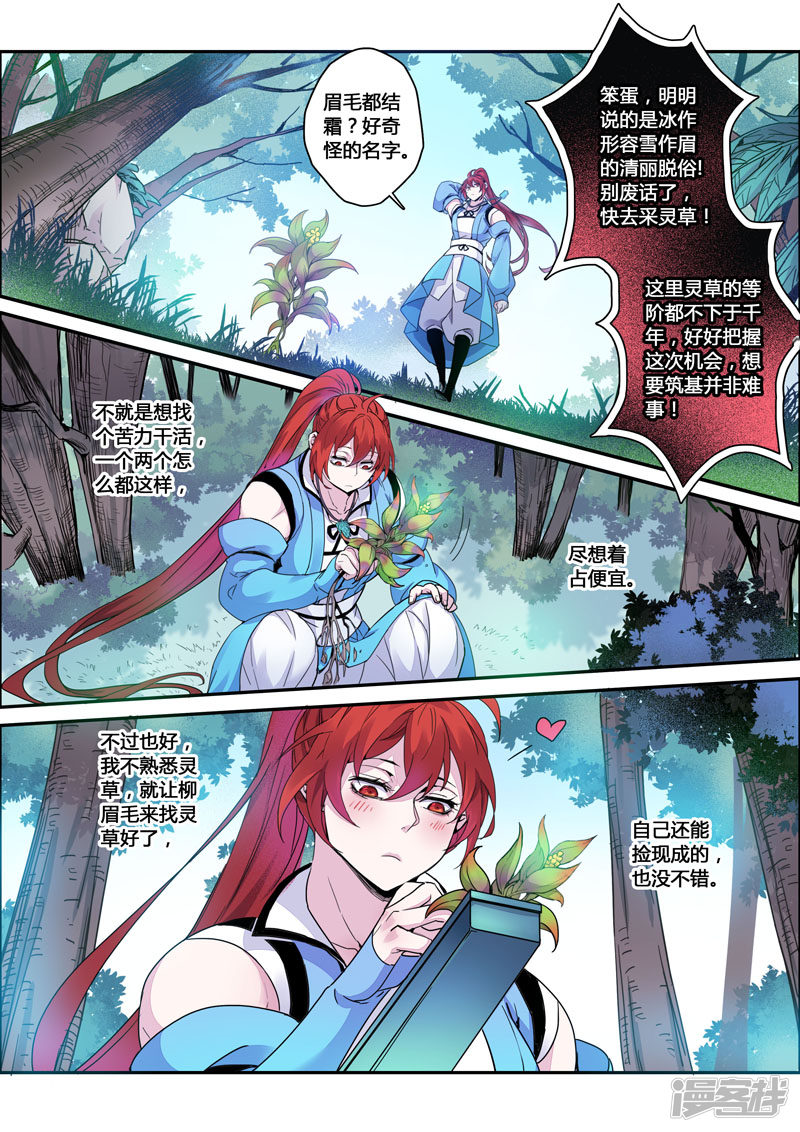 眉毛都结
霜？好奇
怪的名字。
笨蛋，明明
说的是冰作
形容雪作眉
的清丽脱俗！
别废话了，
快去采灵草！
这里灵草的等
阶都不下于千
年，好好把握
这次机会，想
要筑基并非难
事！
不就是想找
个苦力干活，
一个两个怎
么都这样，
尽想着
占便宜。
不过也好，
我不熟悉灵
草，就让柳
眉毛来找灵
草好了，
自己还能
捡现成的，
也没不错。
漫客栈